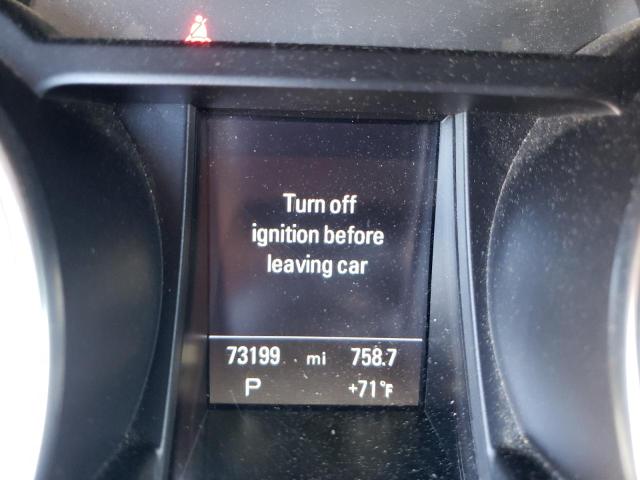 Turn off
ignition before
leaving car
73199 mi 758.7
P +71°F